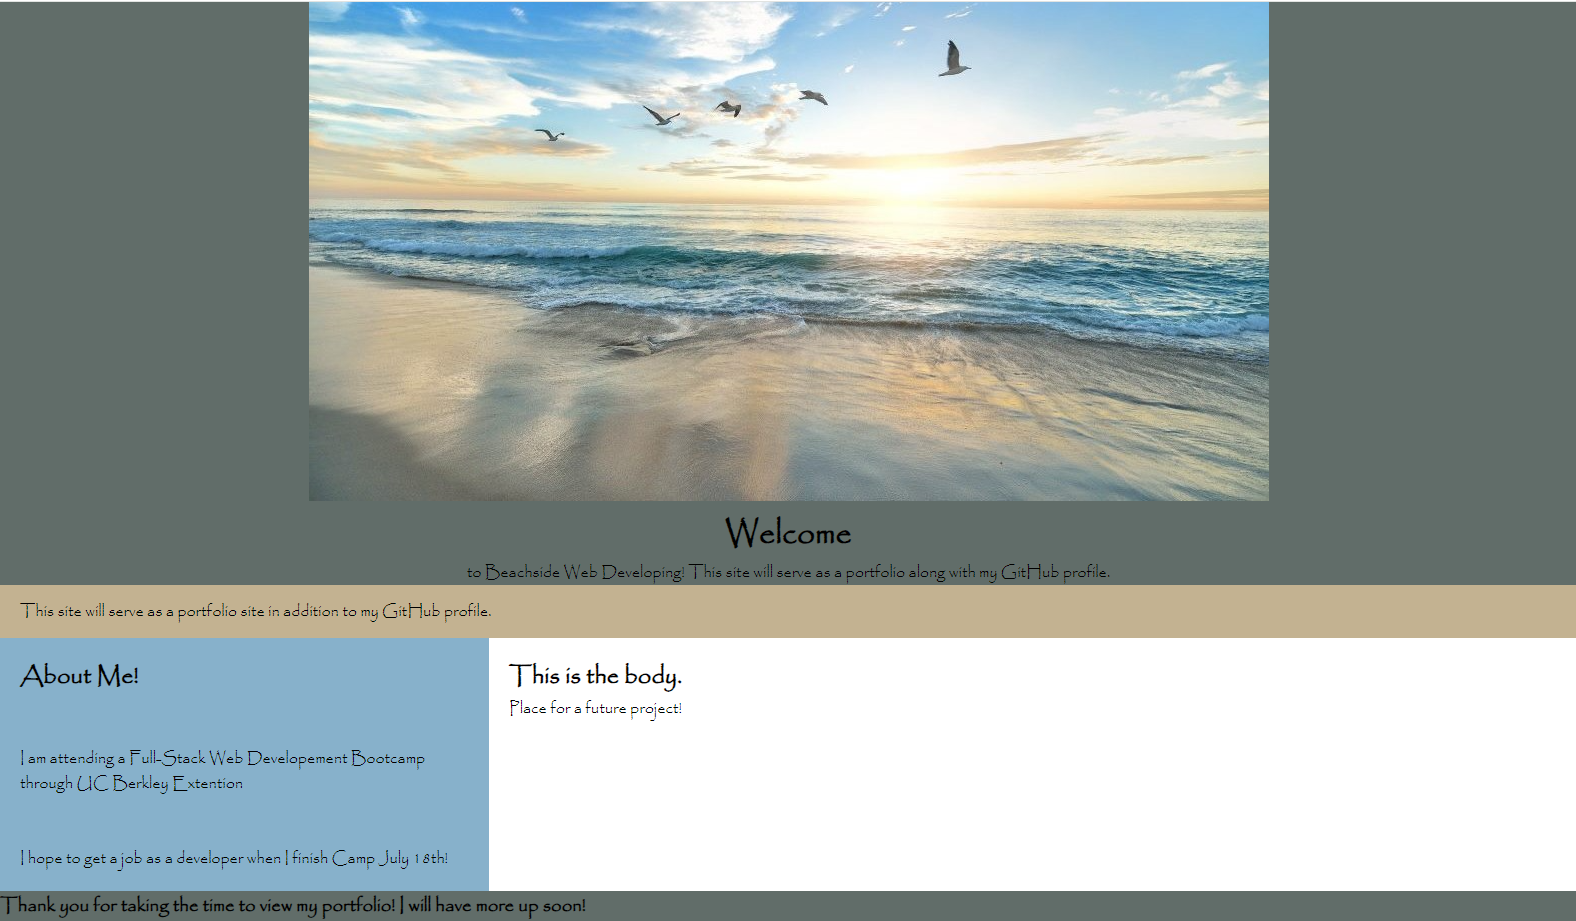 Welcome
to Beachside Web Developing! This site will serve as a portfolio along with my GitHub profile.
This site will serve as a portfolio site in addition to my GitHub profile.
About Me!
I am attending a Full-Stack Web Developement Bootcamp
through UC Berkley Extention
I hope to get a job as a developer when I finish Camp July 18th!
This is the body.
Place for a future project!
Thank you for taking the time to view my portfolio! I will have more up soon!